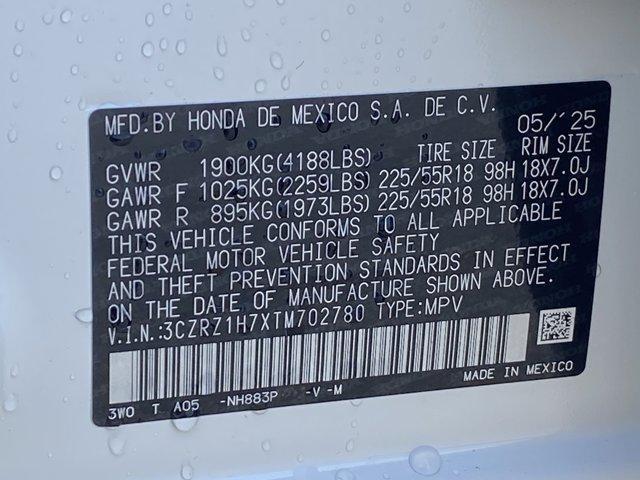 MFD.BY HONDA DE MEXICO S.A. DE C.V.
05/'25
GVWR 1900KG(4188LBS) TIRE SIZE RIM SIZE
GAWR F 1025KG(2259LBS) 225/55R18 98H 18X7.0J
GAWR R 895KG(1973LBS) 225/55R18 98H 18X7.0J
THIS VEHICLE CONFORMS TO ALL APPLICABLE
FEDERAL MOTOR VEHICLE SAFETY
AND THEFT PREVENTION STANDARDS IN EFFECT
ON THE DATE OF MANUFACTURE SHOWN ABOVE.
V.I.N.:3CZRZ1H7XTM702780 TYPE:MPV
3W0 T A05 -NH883P -V -M MADE IN MEXICO